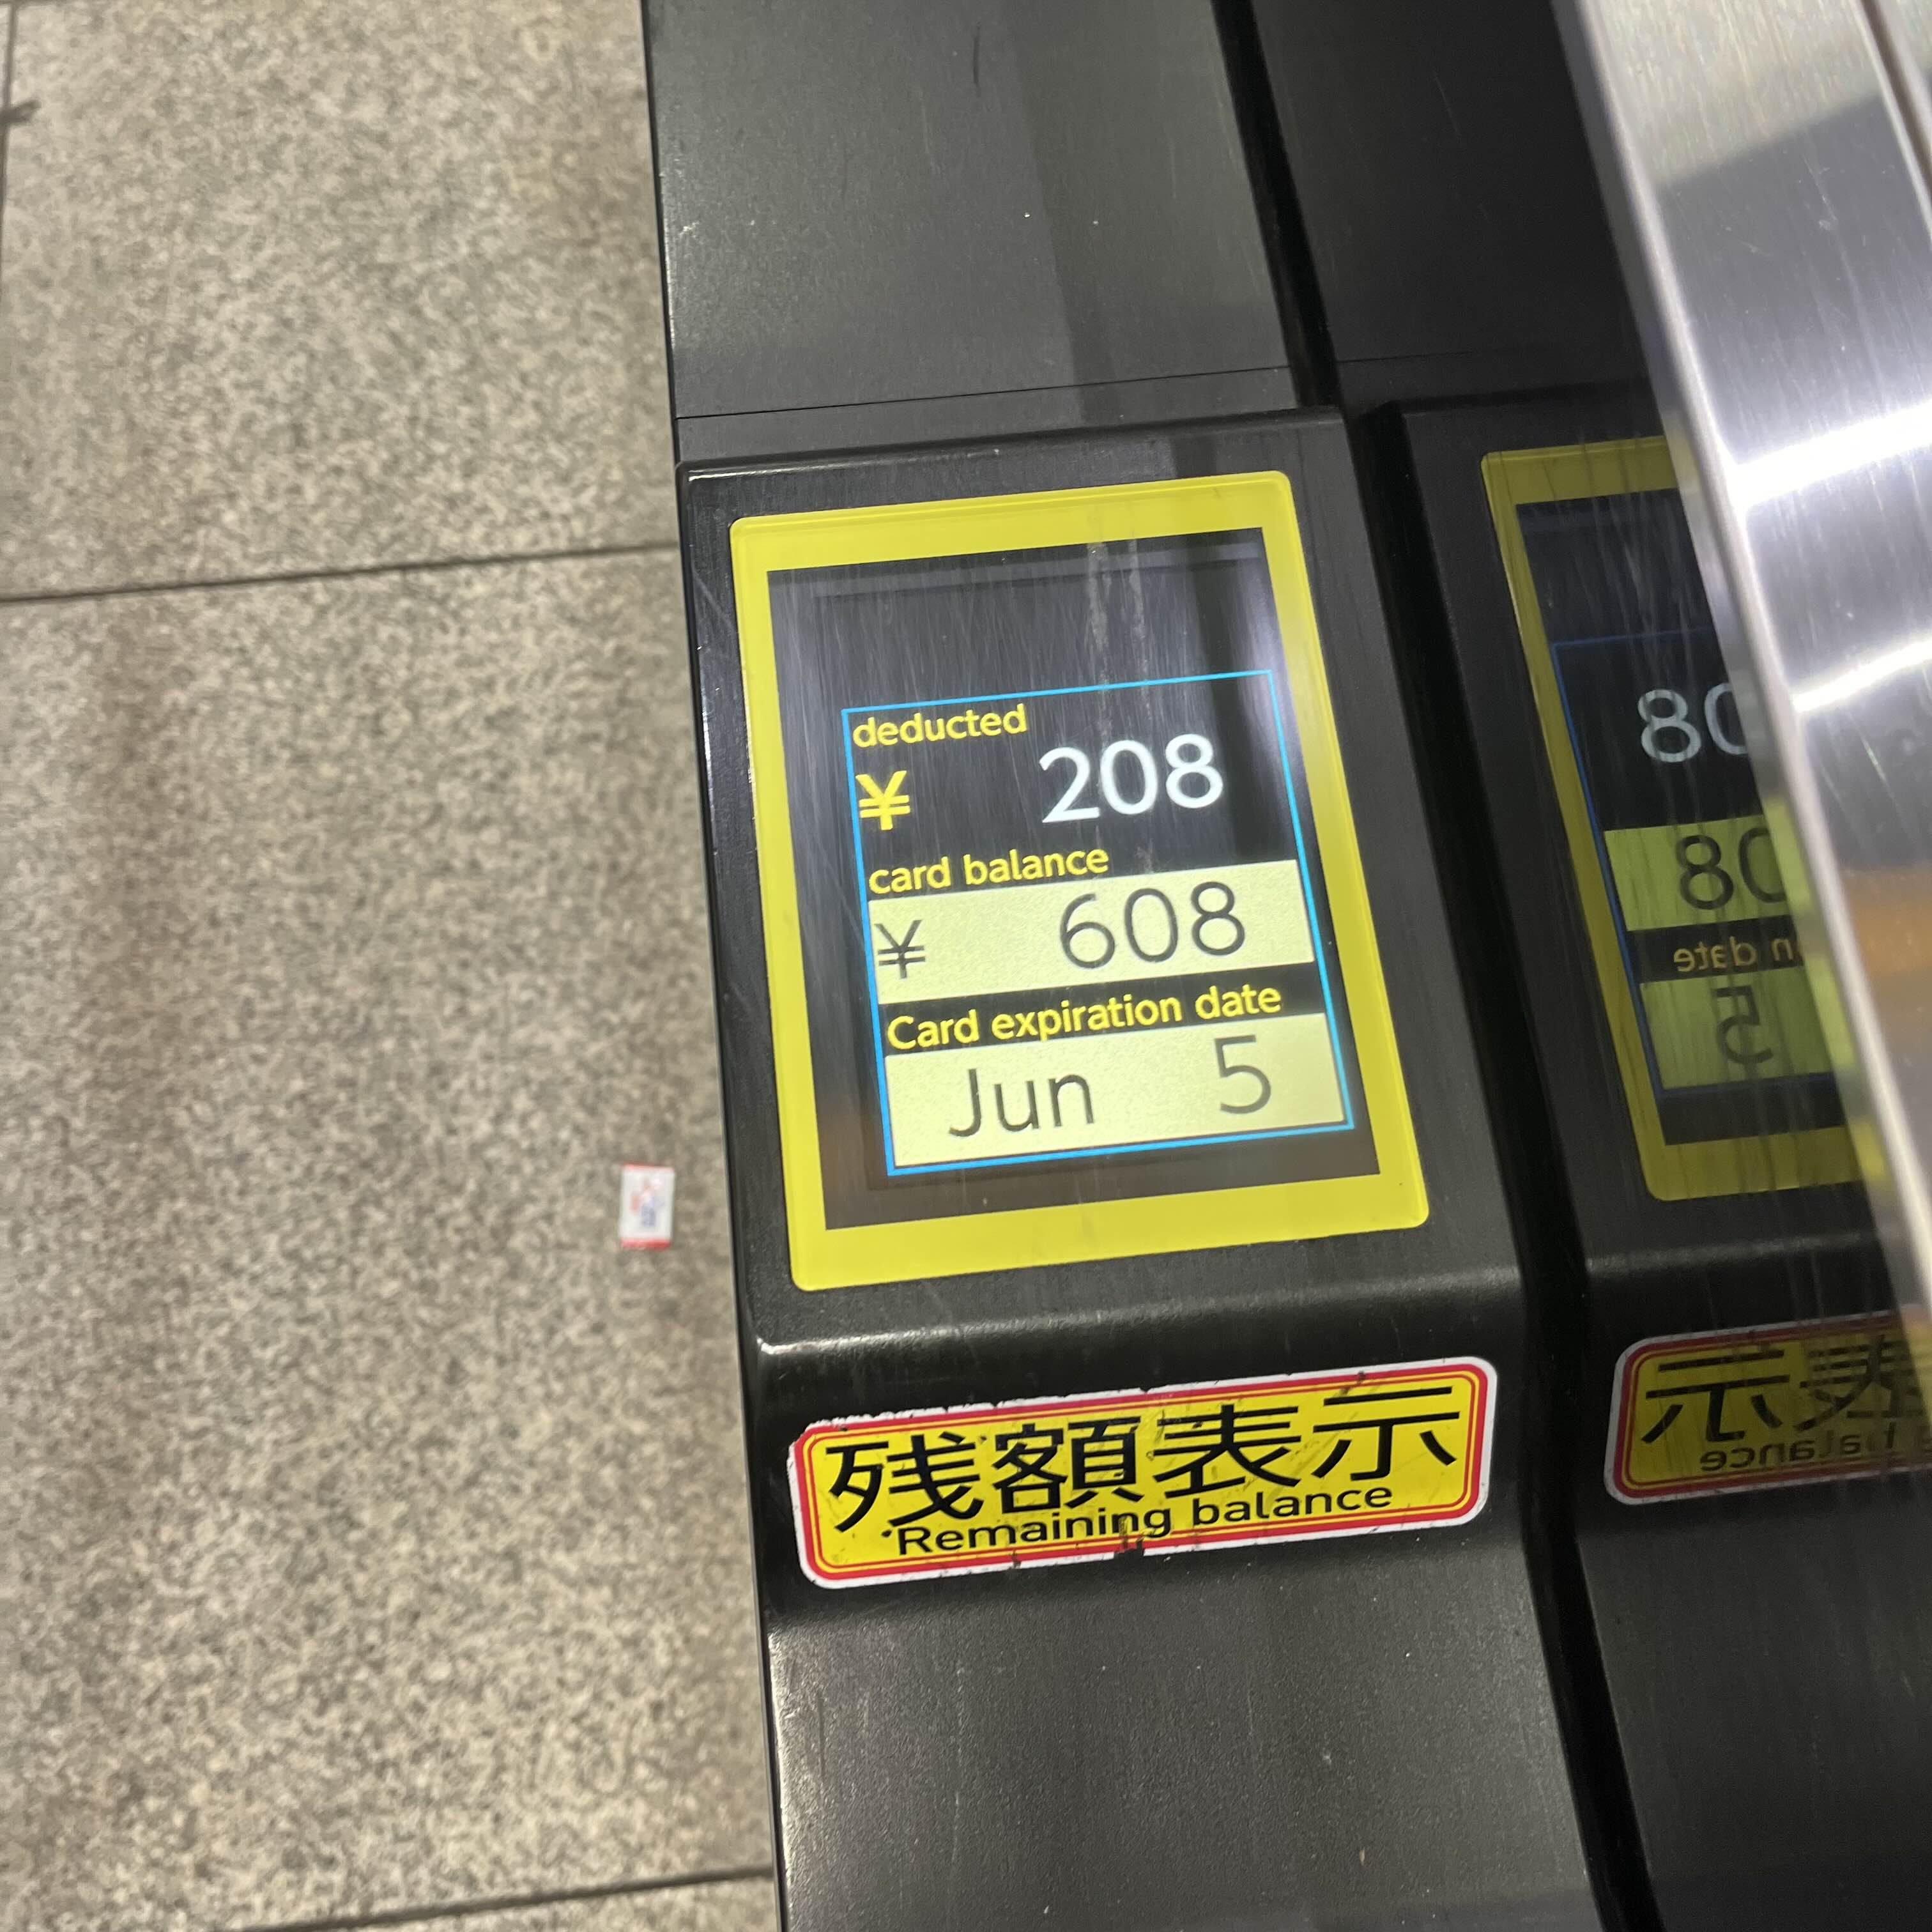 deducted
¥ 208
card balance
¥ 608
Card expiration date
Jun 5
残額表示
Remaining balance